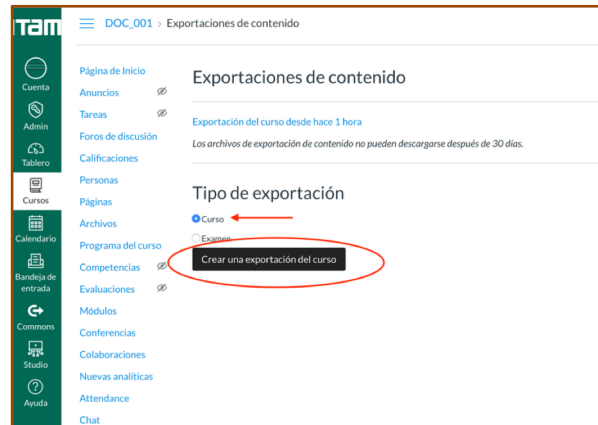 ITAM
DOC_001 > Exportaciones de contenido
Cuenta
Admin
Tablero
Cursos
Calendario
Bandeja de
entrada
Commons
Studio
Ayuda
Página de Inicio
Anuncios
Tareas
Foros de discusión
Calificaciones
Personas
Páginas
Archivos
Programa del curso
Competencias
Evaluaciones
Módulos
Conferencias
Colaboraciones
Nuevas analíticas
Attendance
Chat
Exportaciones de contenido
Exportación del curso desde hace 1 hora
Los archivos de exportación de contenido no pueden descargarse después de 30 días.
Tipo de exportación
Curso
Examen
Crear una exportación del curso